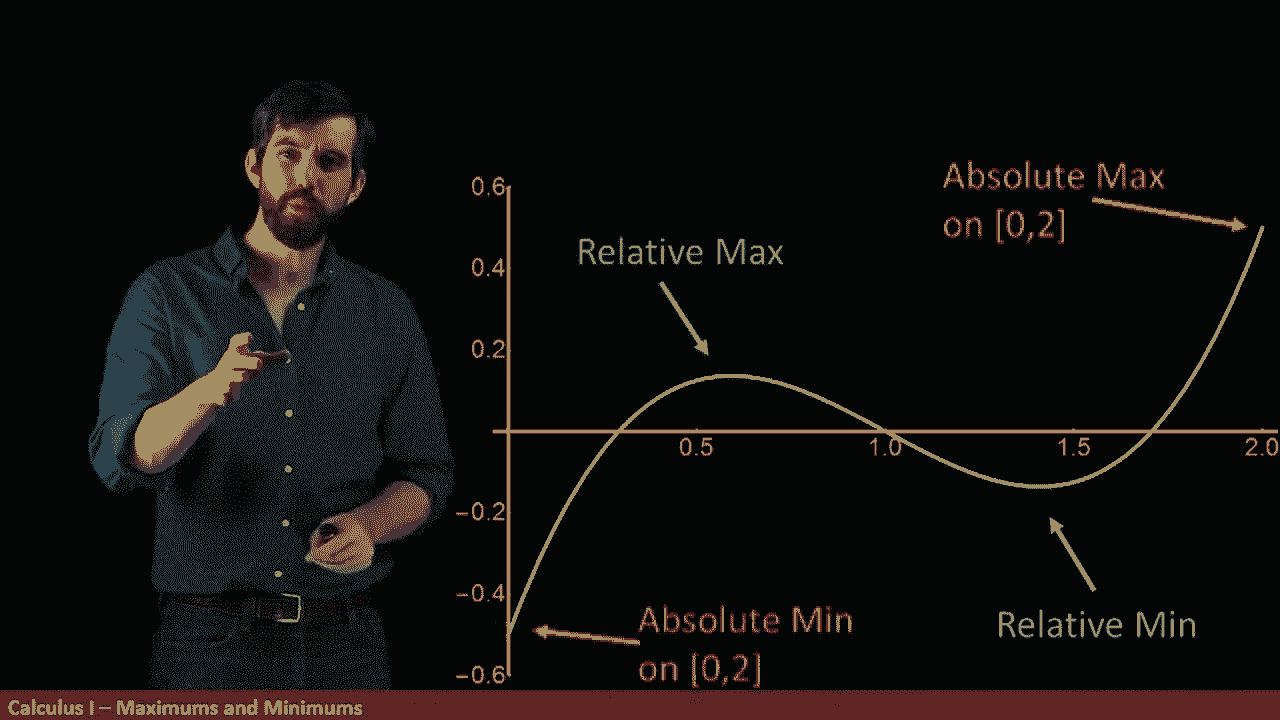 Absolute Max
on [0,2]
Relative Max
0.6
0.4
0.2
0.5
1.0
1.5
2.0
−0.2
−0.4
−0.6
Absolute Min
on [0,2]
Relative Min
Calculus I – Maximums and Minimums